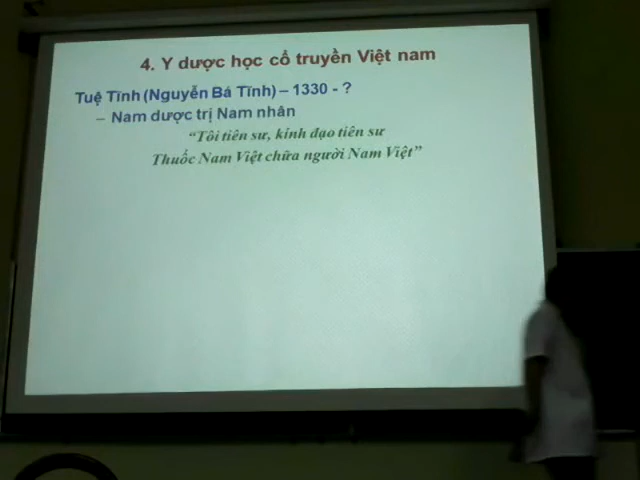 4. Y dược học cổ truyền Việt nam
Tuệ Tĩnh (Nguyễn Bá Tĩnh) – 1330 - ?
– Nam dược trị Nam nhân
“Tôi tiên sư, kính đạo tiên sư
Thuốc Nam Việt chữa người Nam Việt”